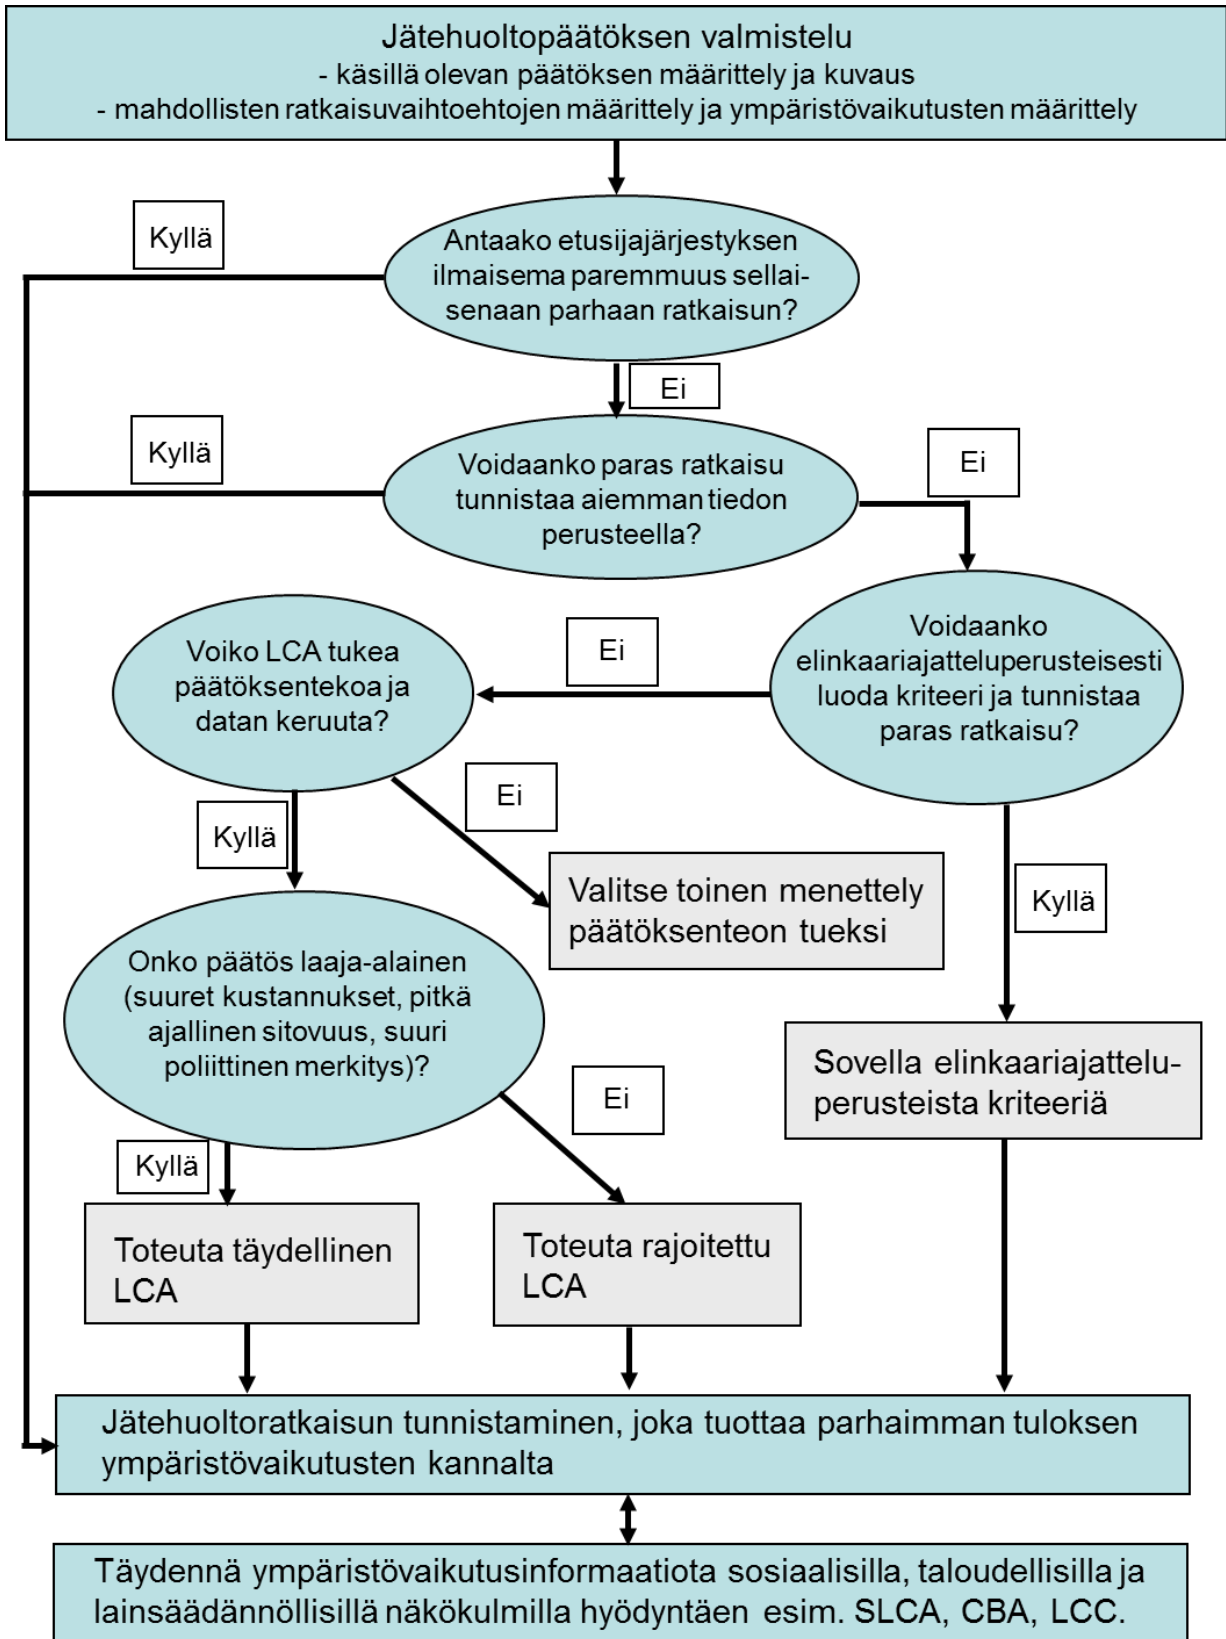 Jätehuoltopäätöksen valmistelu
- käsillä olevan päätöksen määrittely ja kuvaus
- mahdollisten ratkaisuvaihtoehtojen määrittely ja ympäristövaikutusten määrittely
Kyllä
Antaako etusijajärjestyksen
ilmaisema paremmuus sellai-
senaan parhaan ratkaisun?
Ei
Kyllä
Voidaanko paras ratkaisu
tunnistaa aiemman tiedon
perusteella?
Ei
Voidaanko
elinkaariajatteluperusteisesti
luoda kriteeri ja tunnistaa
paras ratkaisu?
Ei
Voiko LCA tukea
päätöksentekoa ja
datan keruuta?
Ei
Kyllä
Valitse toinen menettely
päätöksenteon tueksi
Kyllä
Onko päätös laaja-alainen
(suuret kustannukset, pitkä
ajallinen sitovuus, suuri
poliittinen merkitys)?
Sovella elinkaariajattelu-
perusteista kriteeriä
Ei
Kyllä
Toteuta täydellinen
LCA
Toteuta rajoitettu
LCA
Jätehuoltoratkaisun tunnistaminen, joka tuottaa parhaimman tuloksen
ympäristövaikutusten kannalta
Täydennä ympäristövaikutusinformaatiota sosiaalisilla, taloudellisilla ja
lainsäädännöllisillä näkökulmilla hyödyntäen esim. SLCA, CBA, LCC.